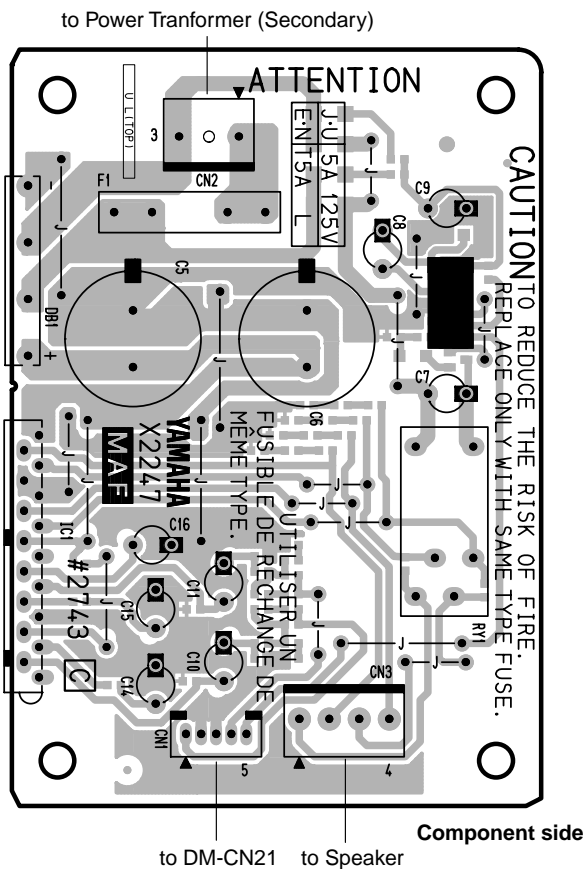 to Power Tranformer (Secondary)
ATTENTION
U.L.(TOP)
3
CN2
F1
J·U 5A 125V
E·N T5A L
C9
C8
C7
C5
C6
DB1
-
+
J
J
J
J
J
J
J
CAUTION TO REDUCE THE RISK OF FIRE.
REPLACE ONLY WITH SAME TYPE FUSE.
YAMAHA
X2247
MAF
UTILISER UN
FUSIBLE DE RECHANGE DE
MÊME TYPE.
IC1
#2743
C
C16
C15
C14
C11
C10
J
J
J
J
J
J
J
J
J
J
RY1
CN3
CN1
5
4
Component side
to DM-CN21
to Speaker